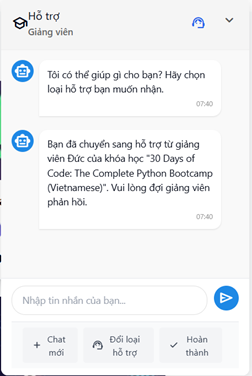 Hỗ trợ
Giảng viên
Tôi có thể giúp gì cho bạn? Hãy chọn
loại hỗ trợ bạn muốn nhận.
07:40
Bạn đã chuyển sang hỗ trợ từ giảng
viên Đức của khóa học "30 Days of
Code: The Complete Python Bootcamp
(Vietnamese)". Vui lòng đợi giảng viên
phản hồi.
07:40
Nhập tin nhắn của bạn...
Chat
mới
Đổi loại
hỗ trợ
Hoàn
thành